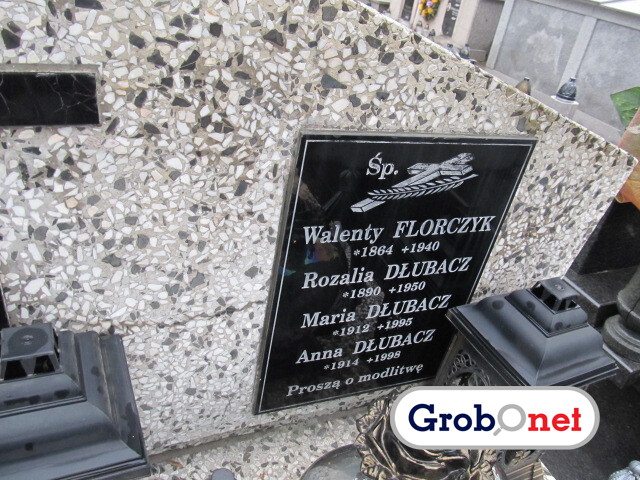 Śp.
Walenty FLORCZYK
*1864 +1940
Rozalia DŁUBACZ
*1890 +1950
Maria DŁUBACZ
*1912 +1995
Anna DŁUBACZ
*1914 +1998
Proszą o modlitwę
Grobonet